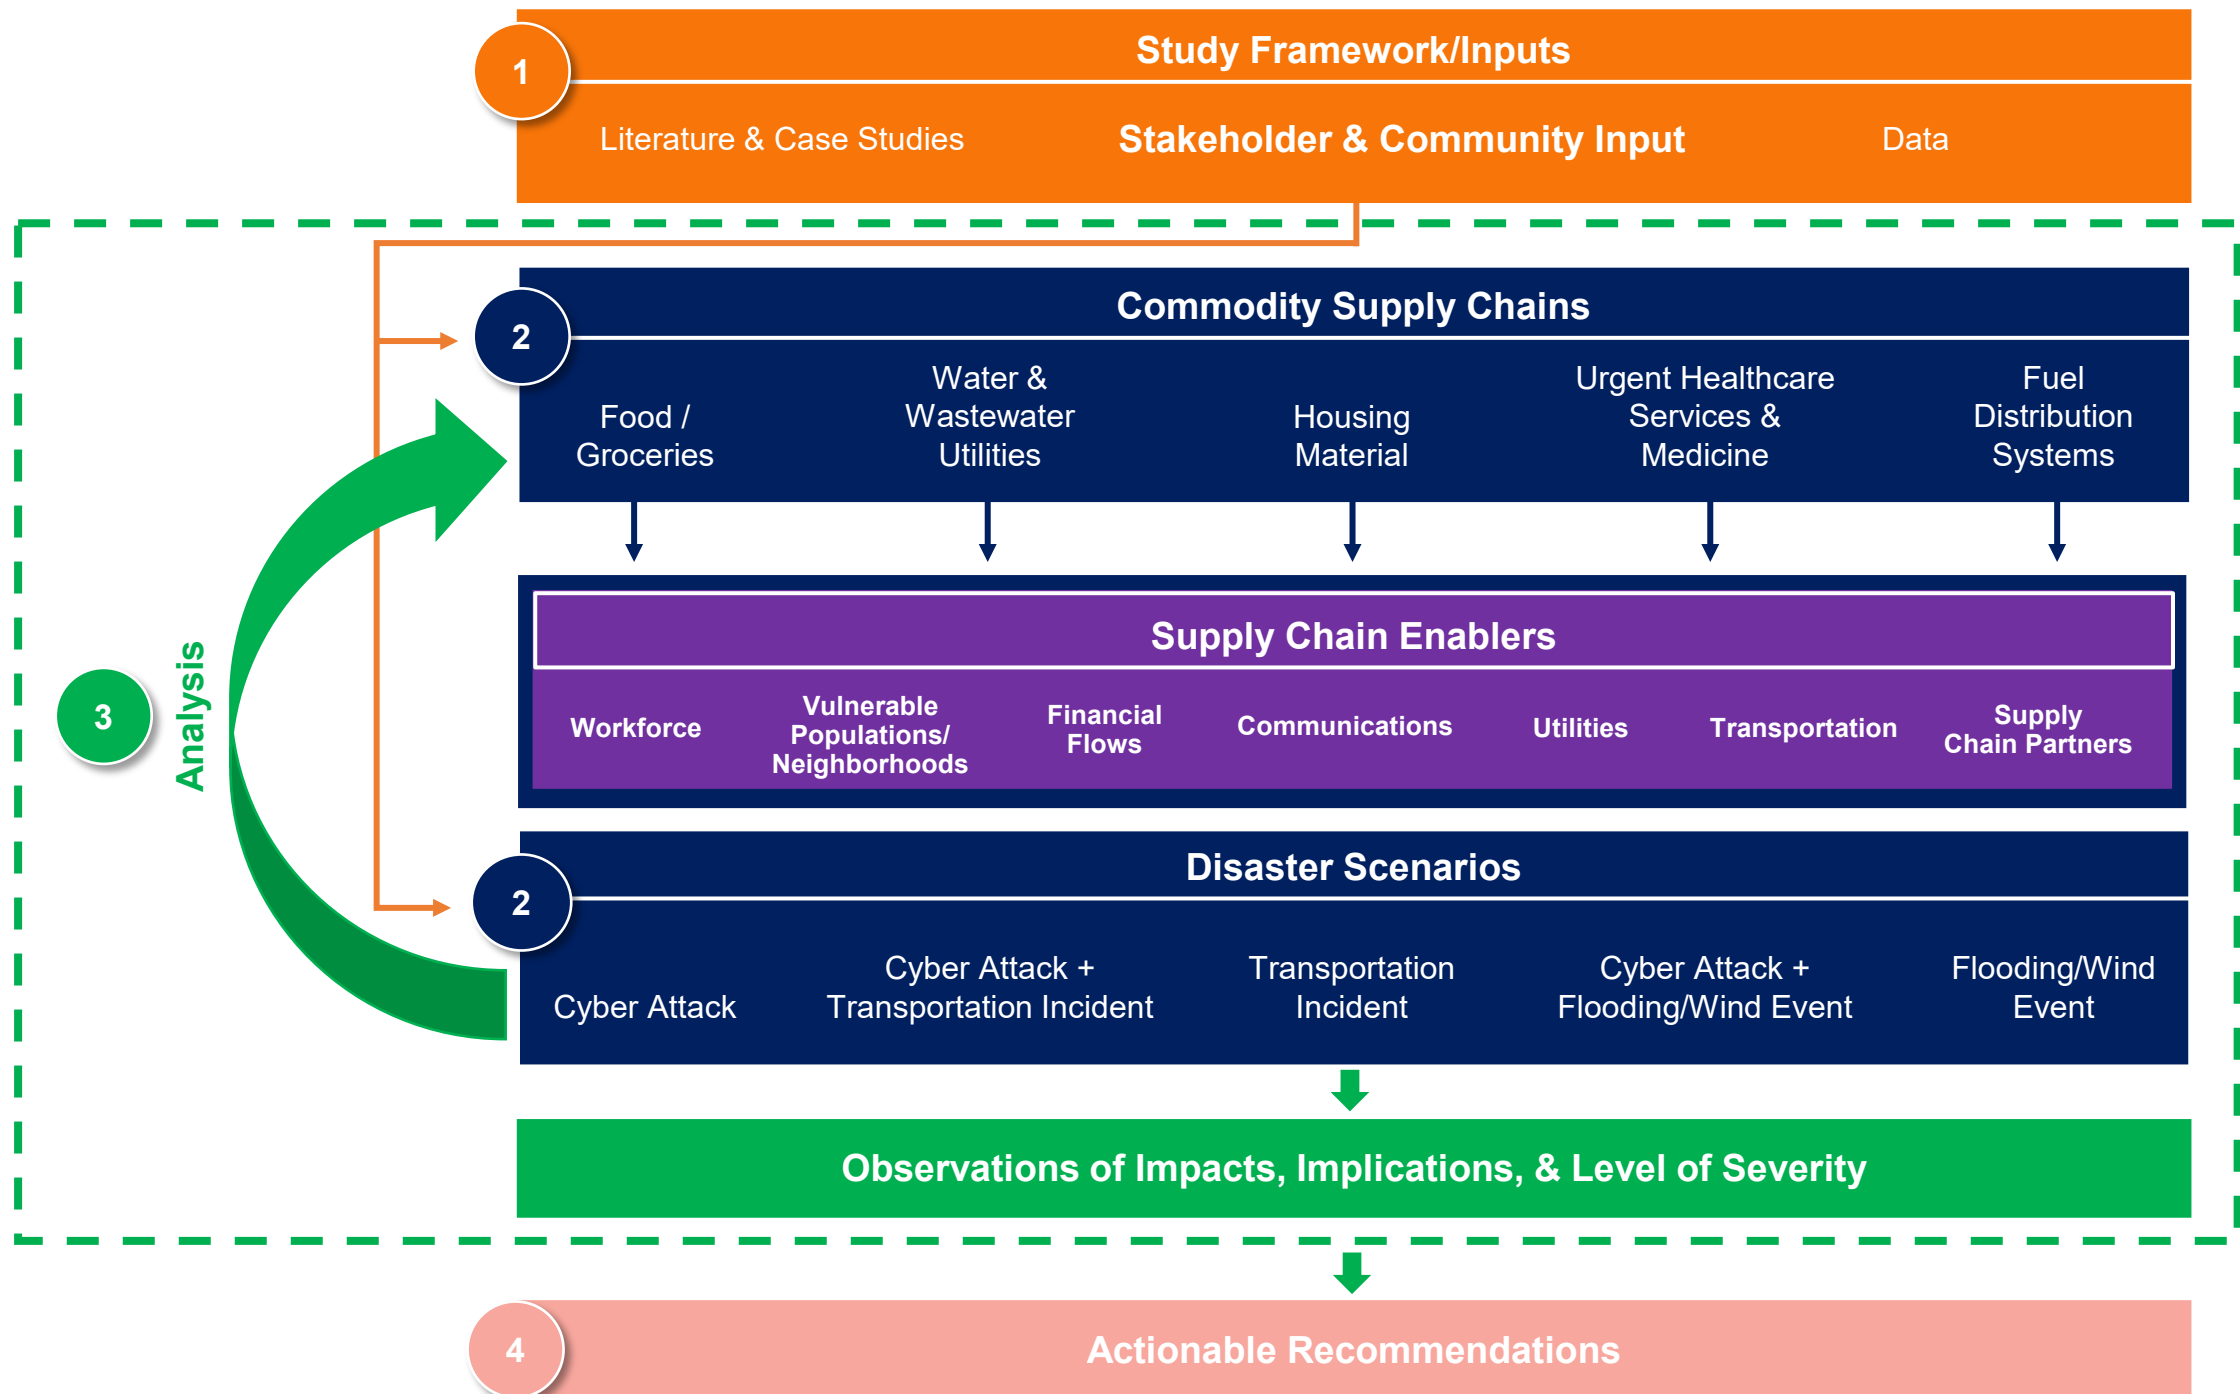 1
Study Framework/Inputs
Literature & Case Studies
Stakeholder & Community Input
Data
2
Commodity Supply Chains
Food /
Groceries
Water &
Wastewater
Utilities
Housing
Material
Urgent Healthcare
Services &
Medicine
Fuel
Distribution
Systems
3
Analysis
Supply Chain Enablers
Workforce
Vulnerable
Populations/
Neighborhoods
Financial
Flows
Communications
Utilities
Transportation
Supply
Chain Partners
2
Disaster Scenarios
Cyber Attack
Cyber Attack +
Transportation Incident
Transportation
Incident
Cyber Attack +
Flooding/Wind Event
Flooding/Wind
Event
Observations of Impacts, Implications, & Level of Severity
4
Actionable Recommendations